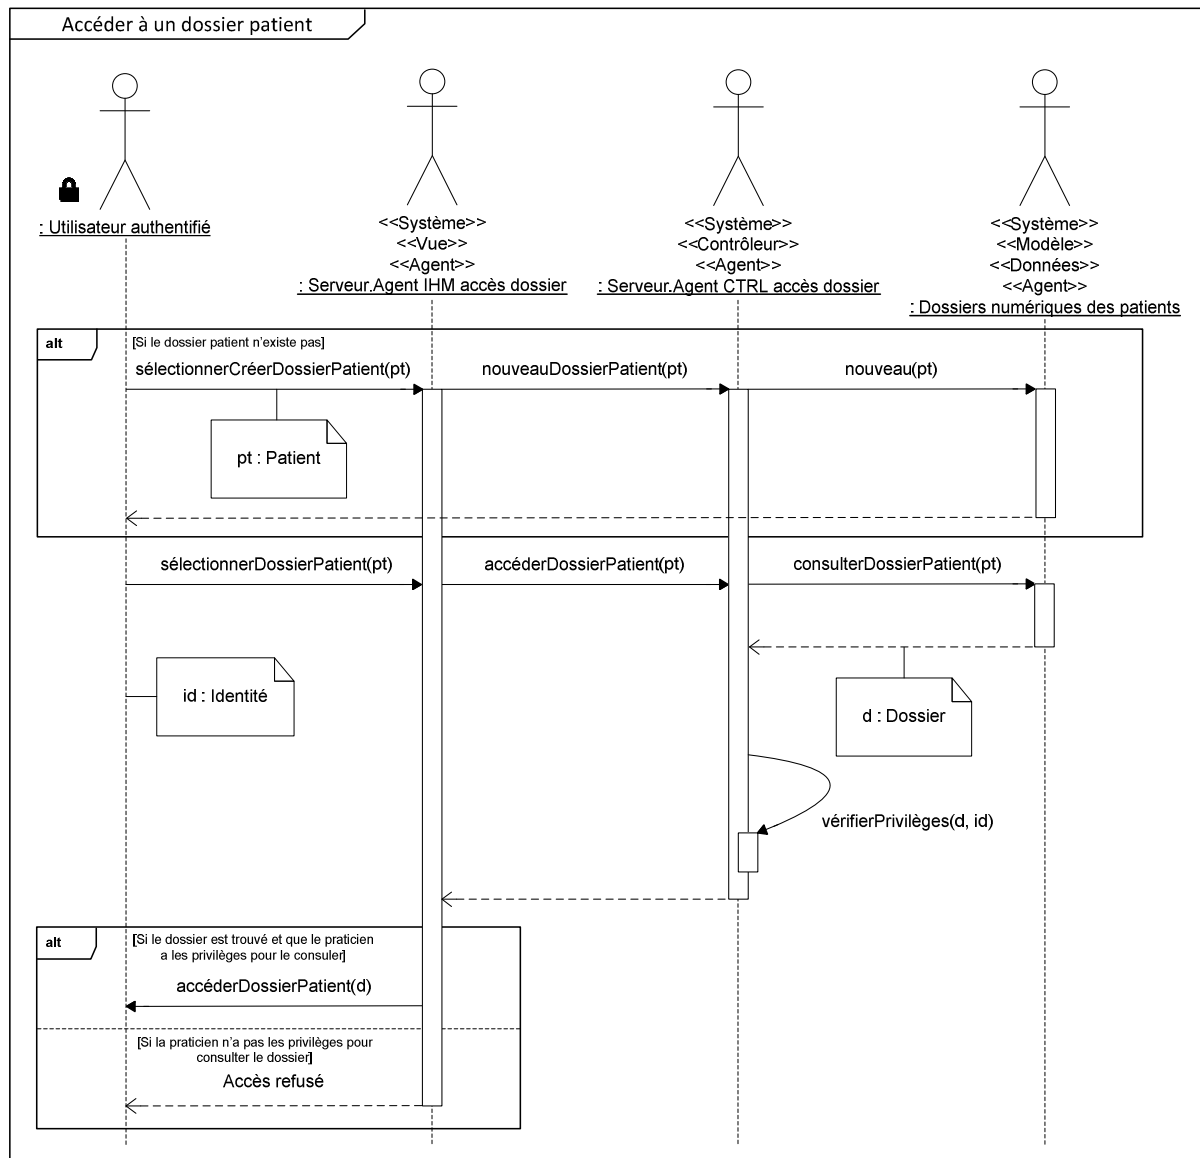 Accéder à un dossier patient
: Utilisateur authentifié
<<Système>>
<<Vue>>
<<Agent>>
: Serveur.Agent IHM accès dossier
<<Système>>
<<Contrôleur>>
<<Agent>>
: Serveur.Agent CTRL accès dossier
<<Système>>
<<Modèle>>
<<Données>>
<<Agent>>
: Dossiers numériques des patients
alt
[Si le dossier patient n'existe pas]
sélectionnerCréerDossierPatient(pt)
nouveauDossierPatient(pt)
nouveau(pt)
pt : Patient
sélectionnerDossierPatient(pt)
accéderDossierPatient(pt)
consulterDossierPatient(pt)
id : Identité
d : Dossier
vérifierPrivilèges(d, id)
alt
[Si le dossier est trouvé et que le praticien
a les privilèges pour le consuler]
accéderDossierPatient(d)
[Si la praticien n'a pas les privilèges pour
consulter le dossier]
Accès refusé